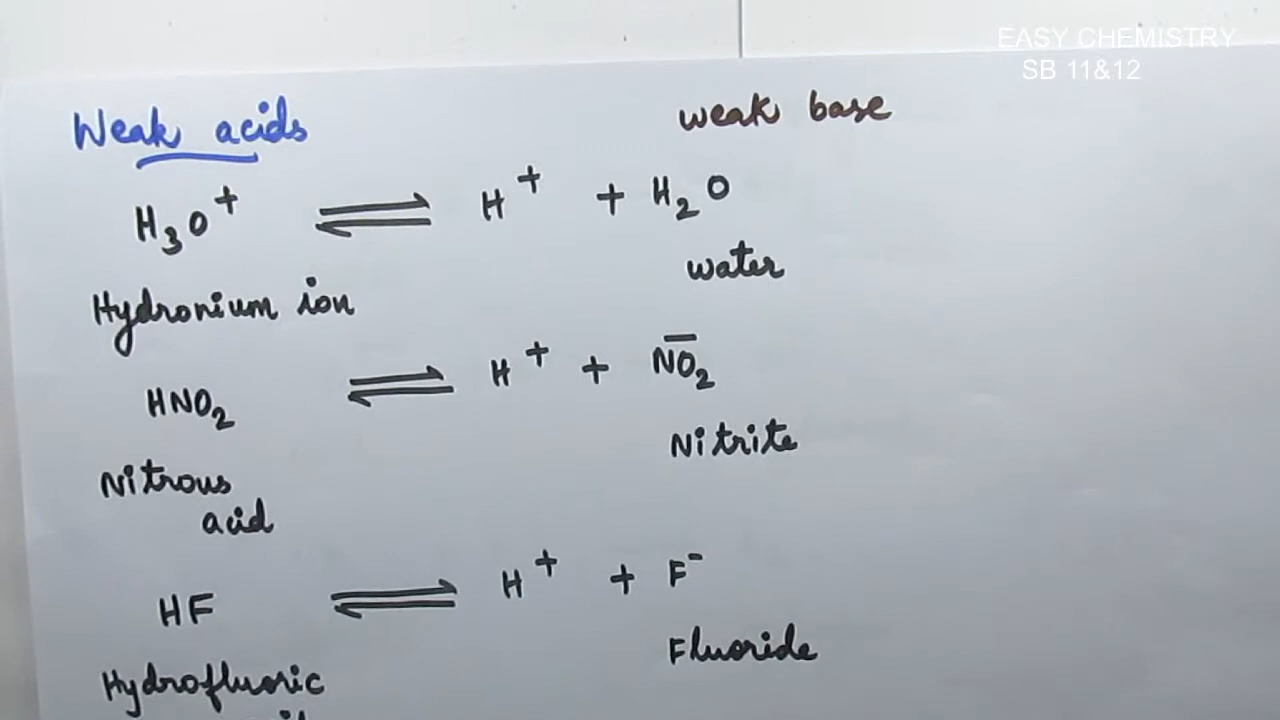 EASY CHEMISTRY
SB 11&12
Weak acids weak base
H₃O⁺ ⇌ H⁺ + H₂O
Hydronium ion water
HNO₂ ⇌ H⁺ + NO₂⁻
Nitrous Nitrite
acid
HF ⇌ H⁺ + F⁻
Hydrofluoric Fluoride